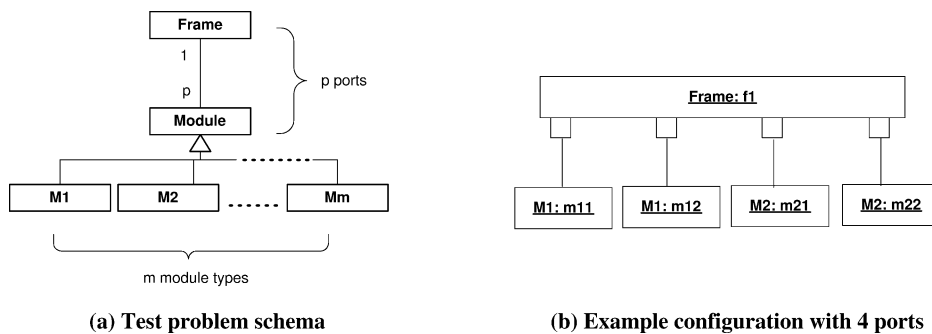 Frame
1
p
p ports
Module
M1
M2
Mm
m module types
(a) Test problem schema
Frame: f1
M1: m11
M1: m12
M2: m21
M2: m22
(b) Example configuration with 4 ports